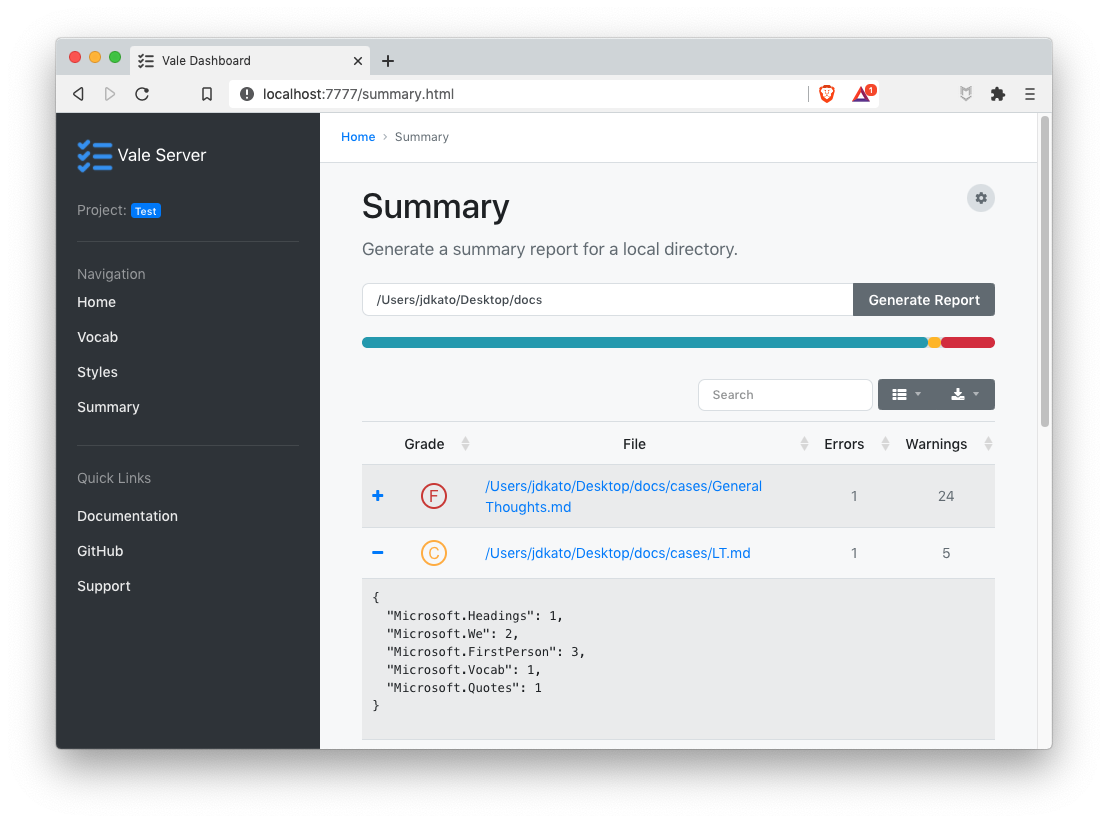 Vale Dashboard
localhost:7777/summary.html
1
Vale Server
Project: Test
Navigation
Home
Vocab
Styles
Summary
Quick Links
Documentation
GitHub
Support
Home › Summary
Summary
Generate a summary report for a local directory.
/Users/jdkato/Desktop/docs Generate Report
Search
Grade File Errors Warnings
F /Users/jdkato/Desktop/docs/cases/General 1 24
Thoughts.md
C /Users/jdkato/Desktop/docs/cases/LT.md 1 5
{
"Microsoft.Headings": 1,
"Microsoft.We": 2,
"Microsoft.FirstPerson": 3,
"Microsoft.Vocab": 1,
"Microsoft.Quotes": 1
}